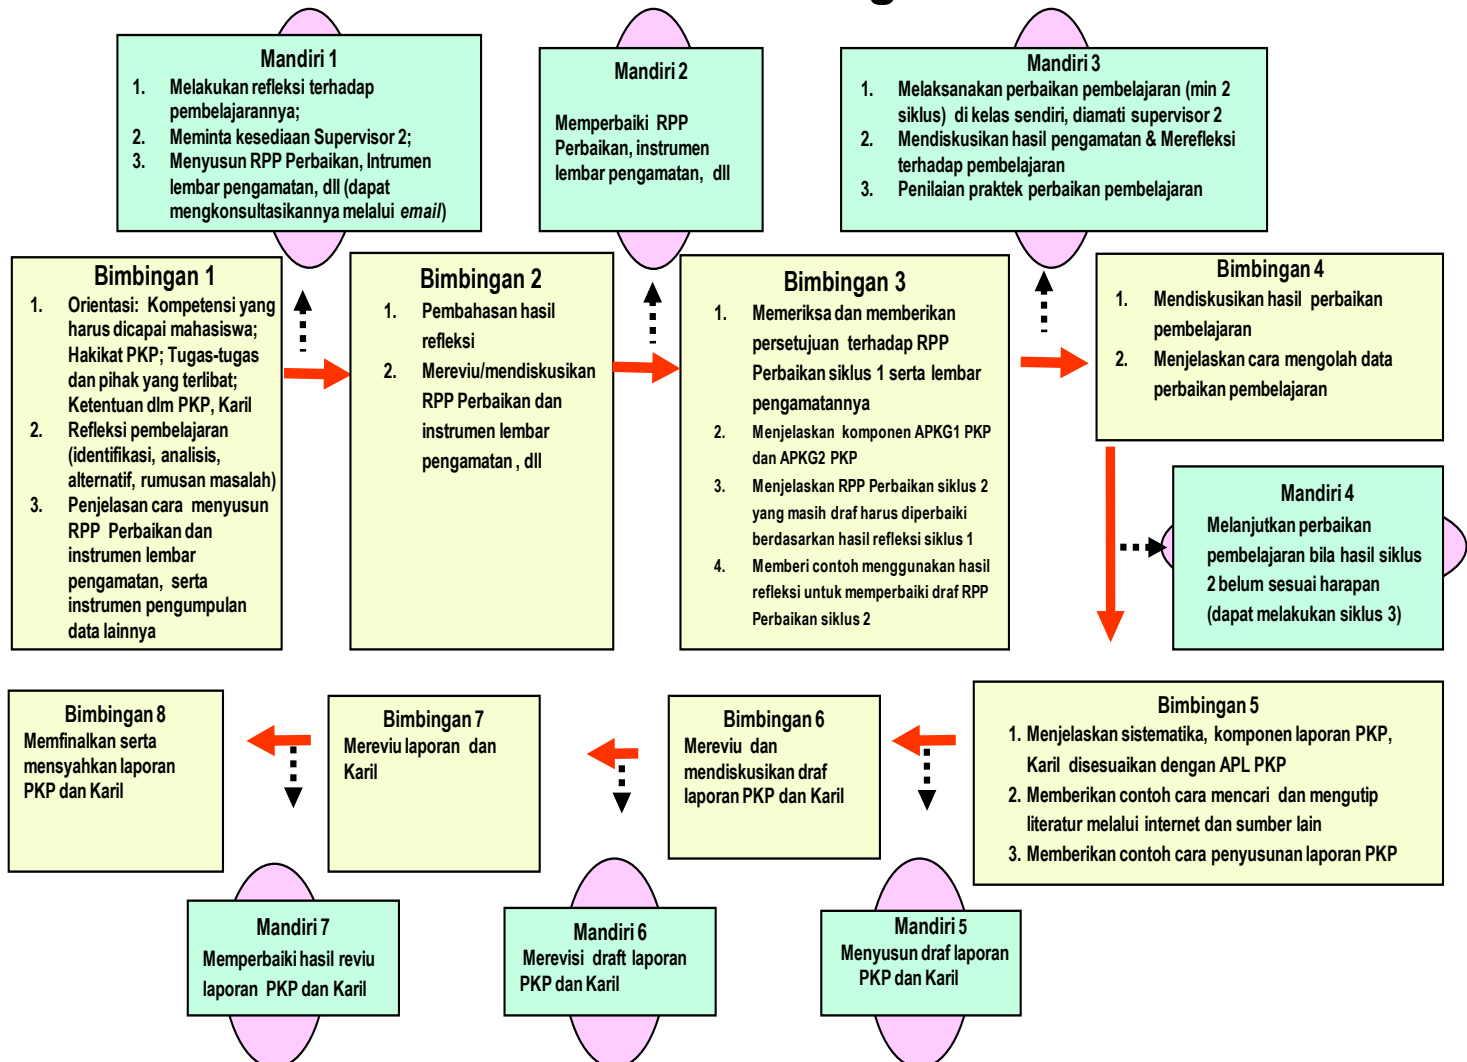 Mandiri 1
1. Melakukan refleksi terhadap
pembelajarannya;
2. Meminta kesediaan Supervisor 2;
3. Menyusun RPP Perbaikan, Intrumen
lembar pengamatan, dll (dapat
mengkonsultasikannya melalui email)
Mandiri 2
Memperbaiki RPP
Perbaikan, instrumen
lembar pengamatan, dll
Mandiri 3
1. Melaksanakan perbaikan pembelajaran (min 2
siklus) di kelas sendiri, diamati supervisor 2
2. Mendiskusikan hasil pengamatan & Merefleksi
terhadap pembelajaran
3. Penilaian praktek perbaikan pembelajaran
Bimbingan 1
1. Orientasi: Kompetensi yang
harus dicapai mahasiswa;
Hakikat PKP; Tugas-tugas
dan pihak yang terlibat;
Ketentuan dlm PKP, Karil
2. Refleksi pembelajaran
(identifikasi, analisis,
alternatif, rumusan masalah)
3. Penjelasan cara menyusun
RPP Perbaikan dan
instrumen lembar
pengamatan, serta
instrumen pengumpulan
data lainnya
Bimbingan 2
1. Pembahasan hasil
refleksi
2. Mereviu/mendiskusikan
RPP Perbaikan dan
instrumen lembar
pengamatan , dll
Bimbingan 3
1. Memeriksa dan memberikan
persetujuan terhadap RPP
Perbaikan siklus 1 serta lembar
pengamatannya
2. Menjelaskan komponen APKG1 PKP
dan APKG2 PKP
3. Menjelaskan RPP Perbaikan siklus 2
yang masih draf harus diperbaiki
berdasarkan hasil refleksi siklus 1
4. Memberi contoh menggunakan hasil
refleksi untuk memperbaiki draf RPP
Perbaikan siklus 2
Bimbingan 4
1. Mendiskusikan hasil perbaikan
pembelajaran
2. Menjelaskan cara mengolah data
perbaikan pembelajaran
Mandiri 4
Melanjutkan perbaikan
pembelajaran bila hasil siklus
2 belum sesuai harapan
(dapat melakukan siklus 3)
Bimbingan 8
Memfinalkan serta
mensyahkan laporan
PKP dan Karil
Bimbingan 7
Mereviu laporan dan
Karil
Bimbingan 6
Mereviu dan
mendiskusikan draf
laporan PKP dan Karil
Bimbingan 5
1. Menjelaskan sistematika, komponen laporan PKP,
Karil disesuaikan dengan APL PKP
2. Memberikan contoh cara mencari dan mengutip
literatur melalui internet dan sumber lain
3. Memberikan contoh cara penyusunan laporan PKP
Mandiri 7
Memperbaiki hasil reviu
laporan PKP dan Karil
Mandiri 6
Merevisi draft laporan
PKP dan Karil
Mandiri 5
Menyusun draf laporan
PKP dan Karil